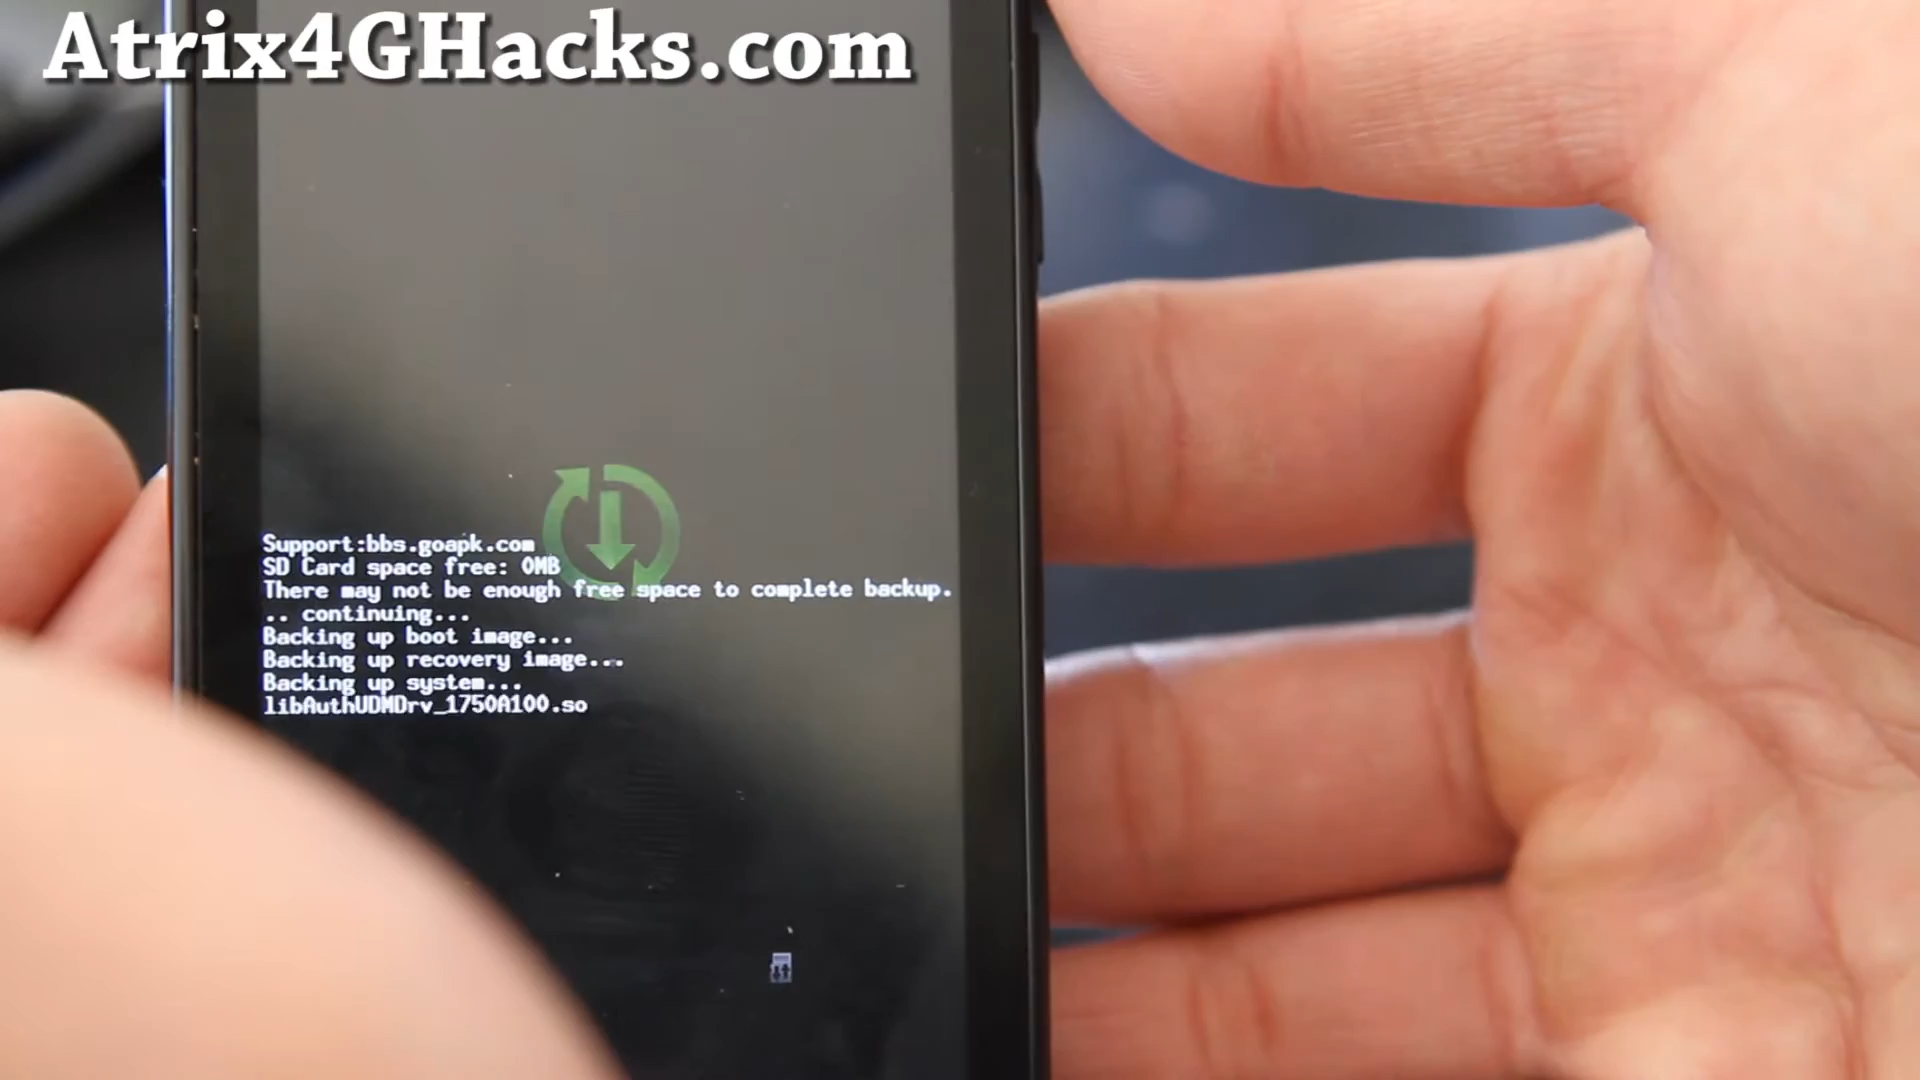 Atrix4GHacks.com
Support:bbs.goapk.com
SD Card space free: 0MB
There may not be enough free space to complete backup.
.. continuing...
Backing up boot image...
Backing up recovery image...
Backing up system...
libAuthUDMDrv_1750A100.so